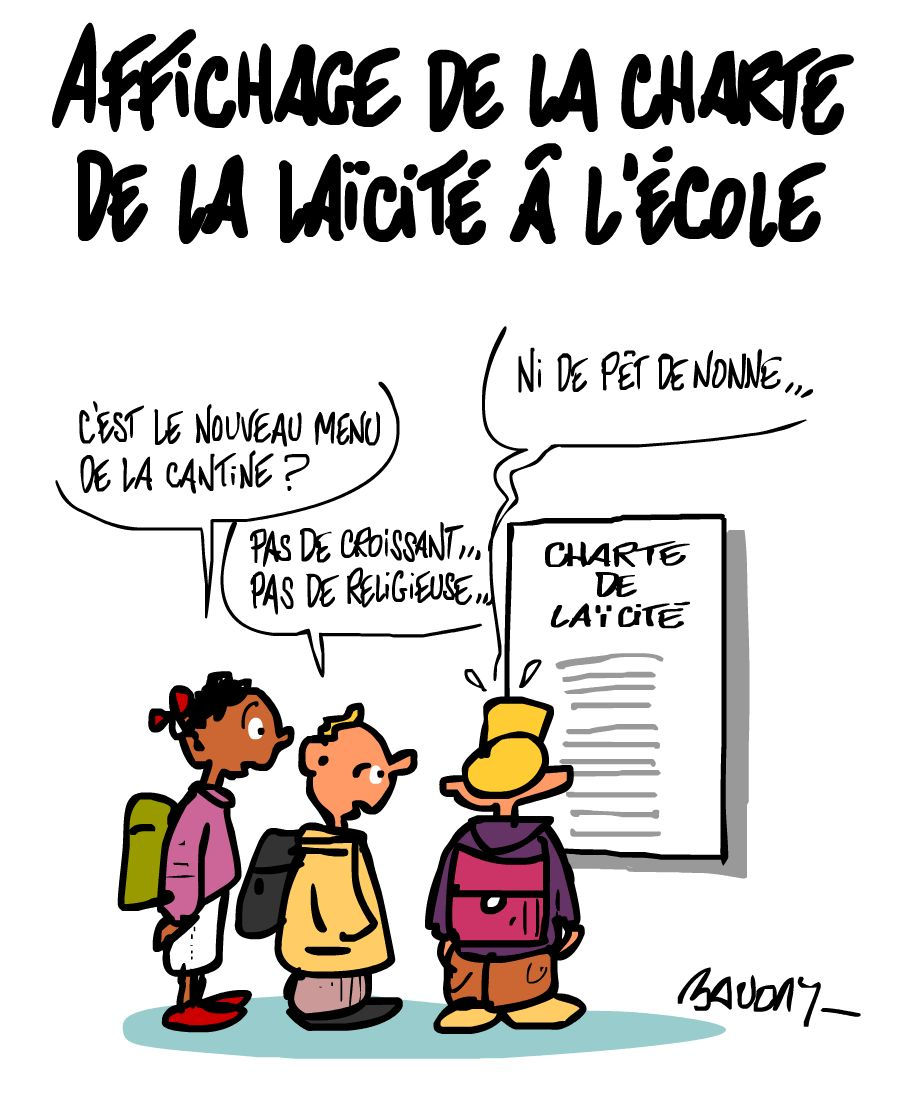 AFFiCHAGE DE LA CHARTE
DE LA LAÏCiTÉ Â L'ÉCOLE
C'EST LE NOUVEAU MENU
DE LA CANTiNE ?
PAS DE CROiSSANT...
PAS DE RELiGiEUSE...
Ni DE PÊT DE NONNE...
CHARTE
DE
LAÏCiTÉ
BAUDRY